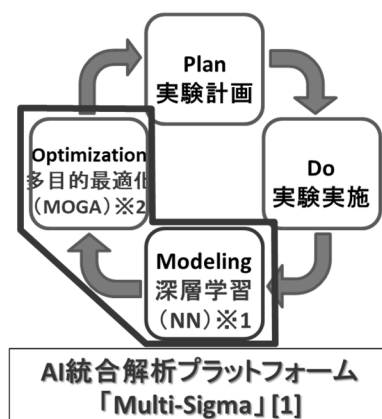 Plan
実験計画
Do
実験実施
Modeling
深層学習
(NN)※1
Optimization
多目的最適化
(MOGA)※2
AI統合解析プラットフォーム
「Multi-Sigma」[1]